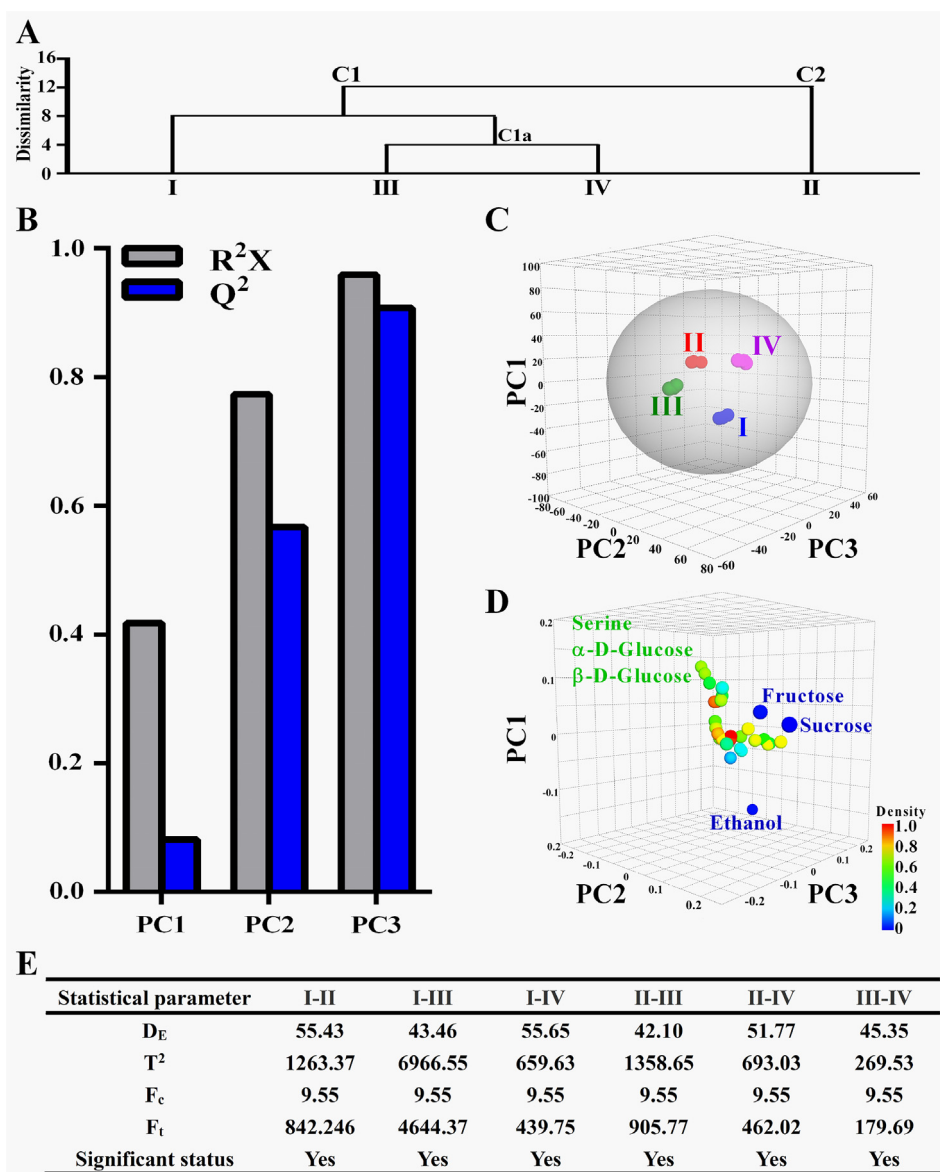 A
Dissimilarity
16
12
8
4
0
C1
C2
C1a
I
III
IV
II
B
1.0
0.8
0.6
0.4
0.2
0.0
R²X
Q²
PC1
PC2
PC3
C
100
80
60
40
20
0
-20
-40
-60
-80
-100
PC1
-80
-60
-40
-20
0
20
40
60
80
PC2
-60
-40
-20
0
20
40
60
PC3
II
IV
III
I
D
0.2
0.1
0
-0.1
0.2
PC1
-0.2
-0.1
0
0.1
0.2
PC2
-0.2
-0.1
0
0.1
0.2
PC3
Serine
α-D-Glucose
β-D-Glucose
Fructose
Sucrose
Ethanol
Density
1.0
0.8
0.6
0.4
0.2
0
E
Statistical parameter I-II I-III I-IV II-III II-IV III-IV
D_E 55.43 43.46 55.65 42.10 51.77 45.35
T² 1263.37 6966.55 659.63 1358.65 693.03 269.53
F_c 9.55 9.55 9.55 9.55 9.55 9.55
F_t 842.246 4644.37 439.75 905.77 462.02 179.69
Significant status Yes Yes Yes Yes Yes Yes